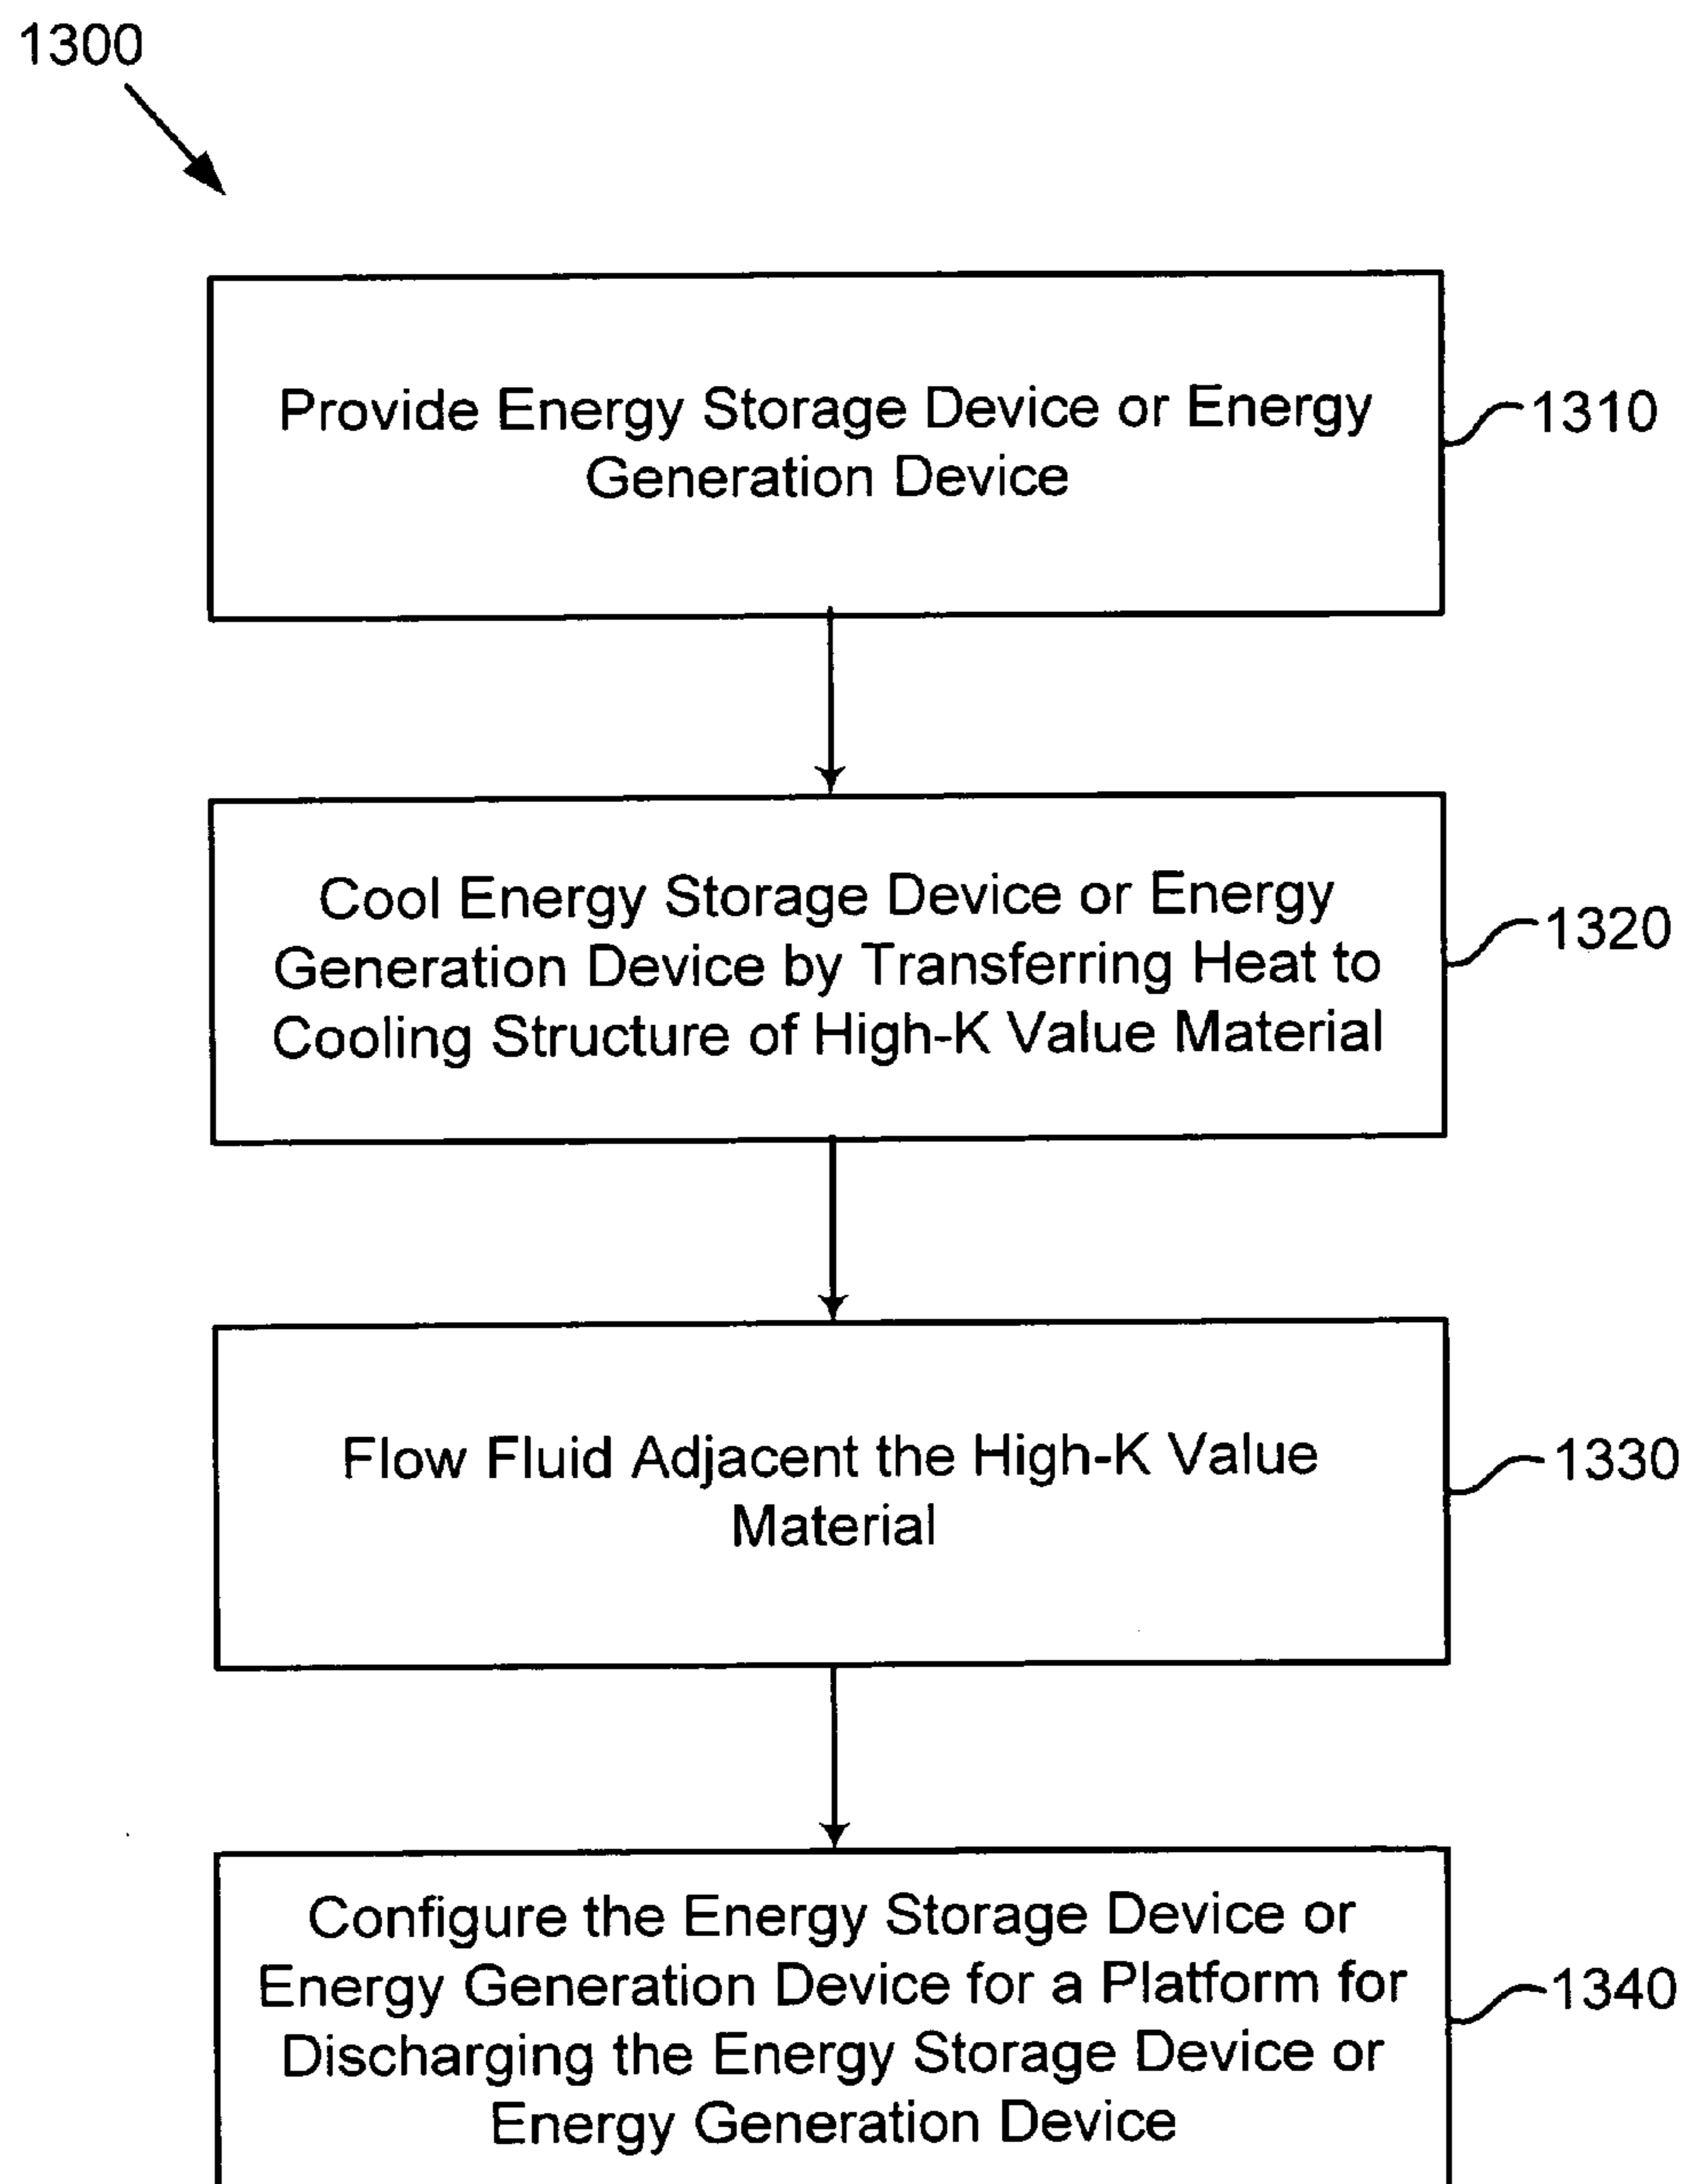 1300
Provide Energy Storage Device or Energy
Generation Device
1310
Cool Energy Storage Device or Energy
Generation Device by Transferring Heat to
Cooling Structure of High-K Value Material
1320
Flow Fluid Adjacent the High-K Value
Material
1330
Configure the Energy Storage Device or
Energy Generation Device for a Platform for
Discharging the Energy Storage Device or
Energy Generation Device
1340